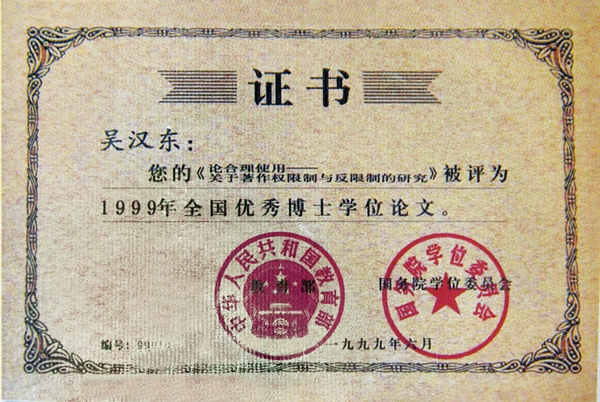 证书
吴汉东：
您的《论合理使用——
关于著作权限制与反限制的研究》被评为
1999年全国优秀博士学位论文。
中华人民共和国教育部
教育部
国务院学位委员会
国务院学位委员会
编号：
一九九九年六月